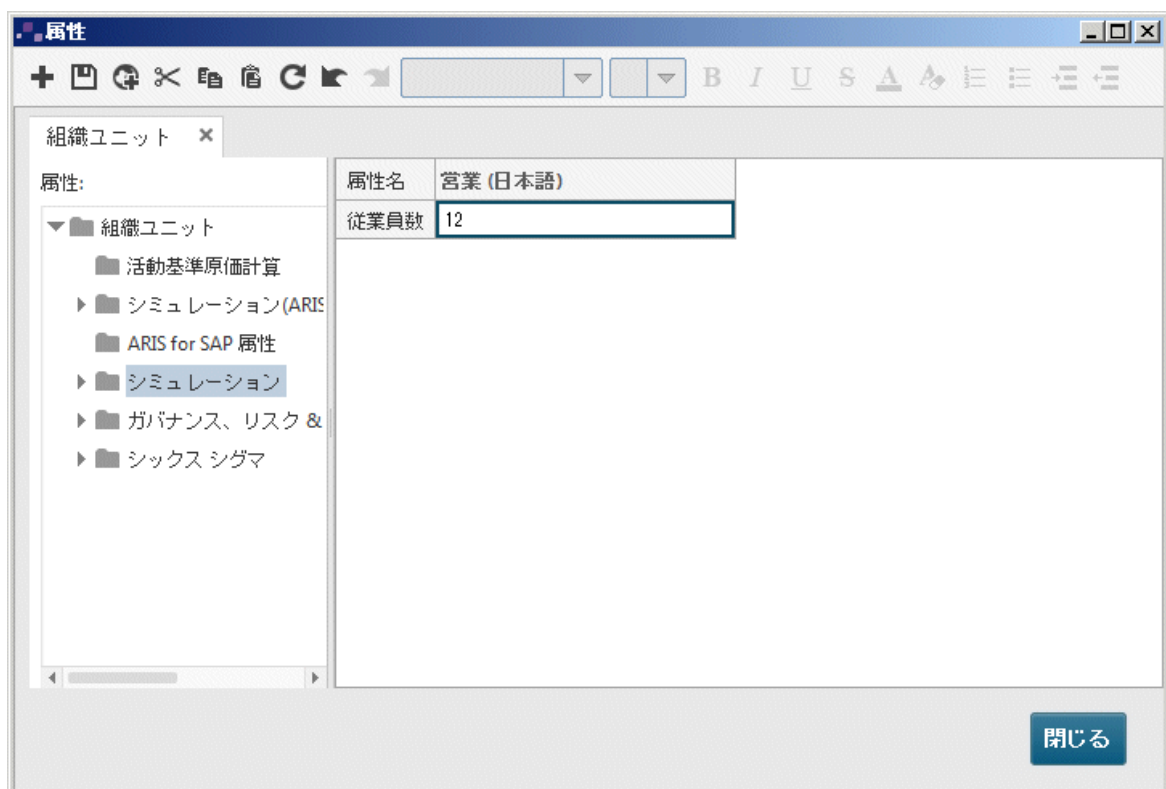 属性
B I U S A
組織ユニット ×
属性:
組織ユニット
活動基準原価計算
シミュレーション(ARIS
ARIS for SAP 属性
シミュレーション
ガバナンス、リスク &
シックス シグマ
属性名 営業 (日本語)
従業員数 12
閉じる